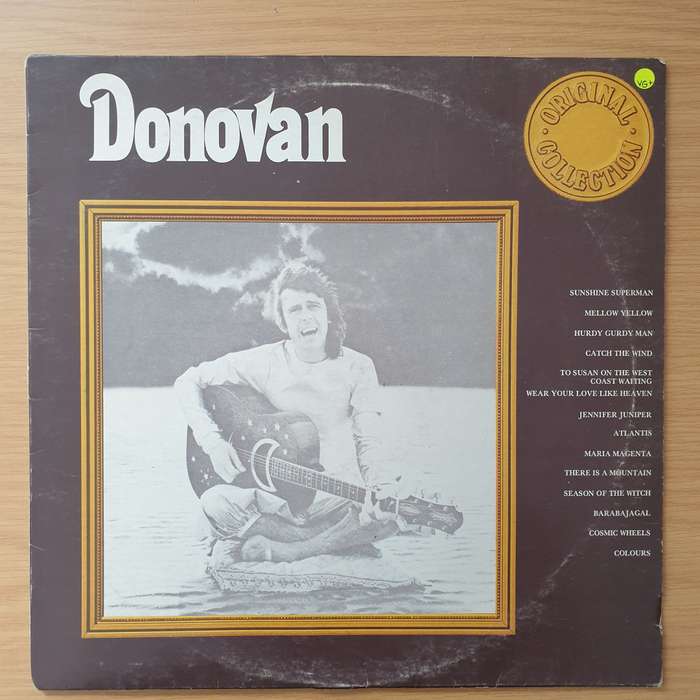 Donovan
ORIGINAL
COLLECTION
VG+
SUNSHINE SUPERMAN
MELLOW YELLOW
HURDY GURDY MAN
CATCH THE WIND
TO SUSAN ON THE WEST
COAST WAITING
WEAR YOUR LOVE LIKE HEAVEN
JENNIFER JUNIPER
ATLANTIS
MARIA MAGENTA
THERE IS A MOUNTAIN
SEASON OF THE WITCH
BARABAJAGAL
COSMIC WHEELS
COLOURS